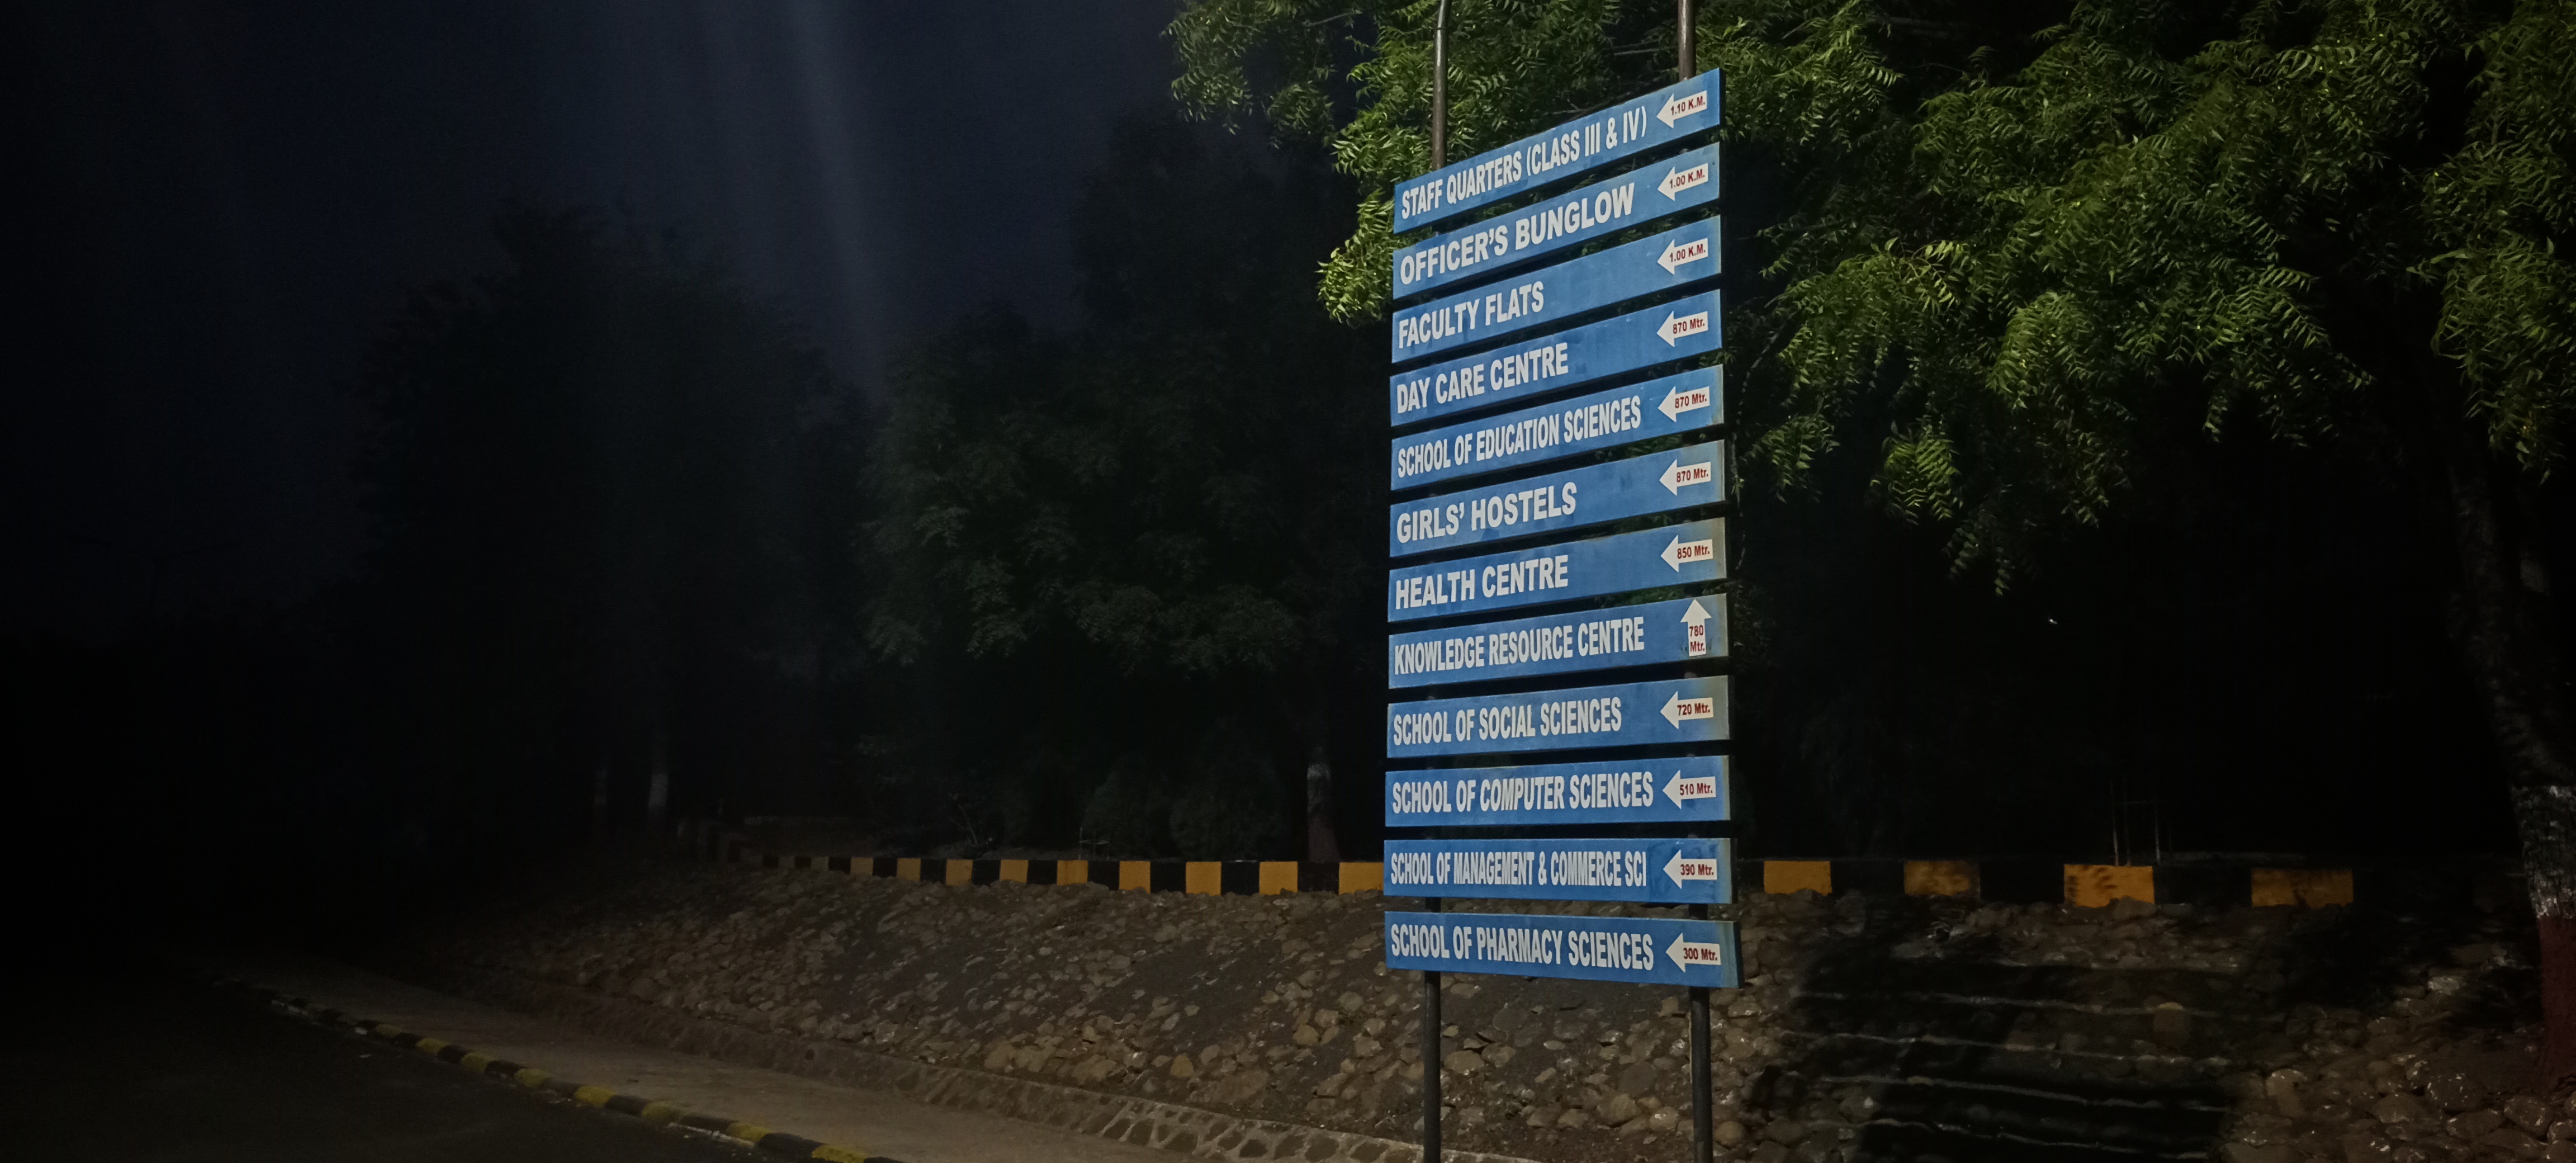 STAFF QUARTERS (CLASS III & IV) 1.10 K.M.
OFFICER'S BUNGLOW 1.00 K.M.
FACULTY FLATS 1.00 K.M.
DAY CARE CENTRE 870 Mtr.
SCHOOL OF EDUCATION SCIENCES 870 Mtr.
GIRLS' HOSTELS 870 Mtr.
HEALTH CENTRE 850 Mtr.
KNOWLEDGE RESOURCE CENTRE 780 Mtr.
SCHOOL OF SOCIAL SCIENCES 720 Mtr.
SCHOOL OF COMPUTER SCIENCES 510 Mtr.
SCHOOL OF MANAGEMENT & COMMERCE SCI 390 Mtr.
SCHOOL OF PHARMACY SCIENCES 300 Mtr.